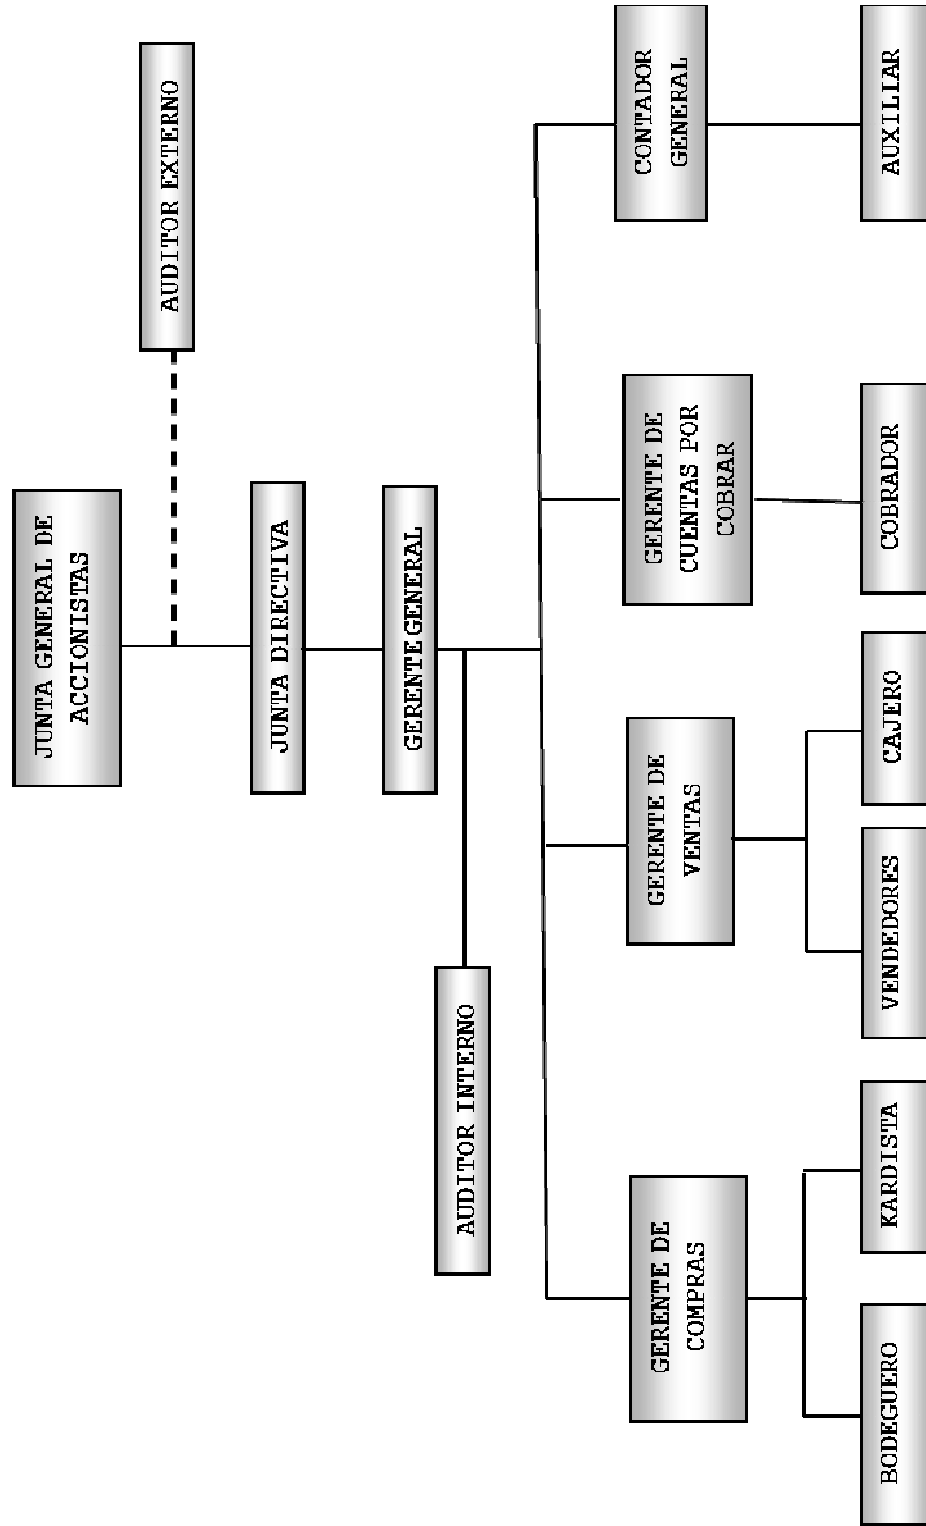 JUNTA GENERAL DE
ACCIONISTAS
AUDITOR EXTERNO
JUNTA DIRECTIVA
GERENTE GENERAL
AUDITOR INTERNO
GERENTE DE
COMPRAS
GERENTE DE
VENTAS
GERENTE DE
CUENTAS POR
COBRAR
CONTADOR
GENERAL
BODEGUERO
KARDISTA
VENDEDORES
CAJERO
COBRADOR
AUXILIAR